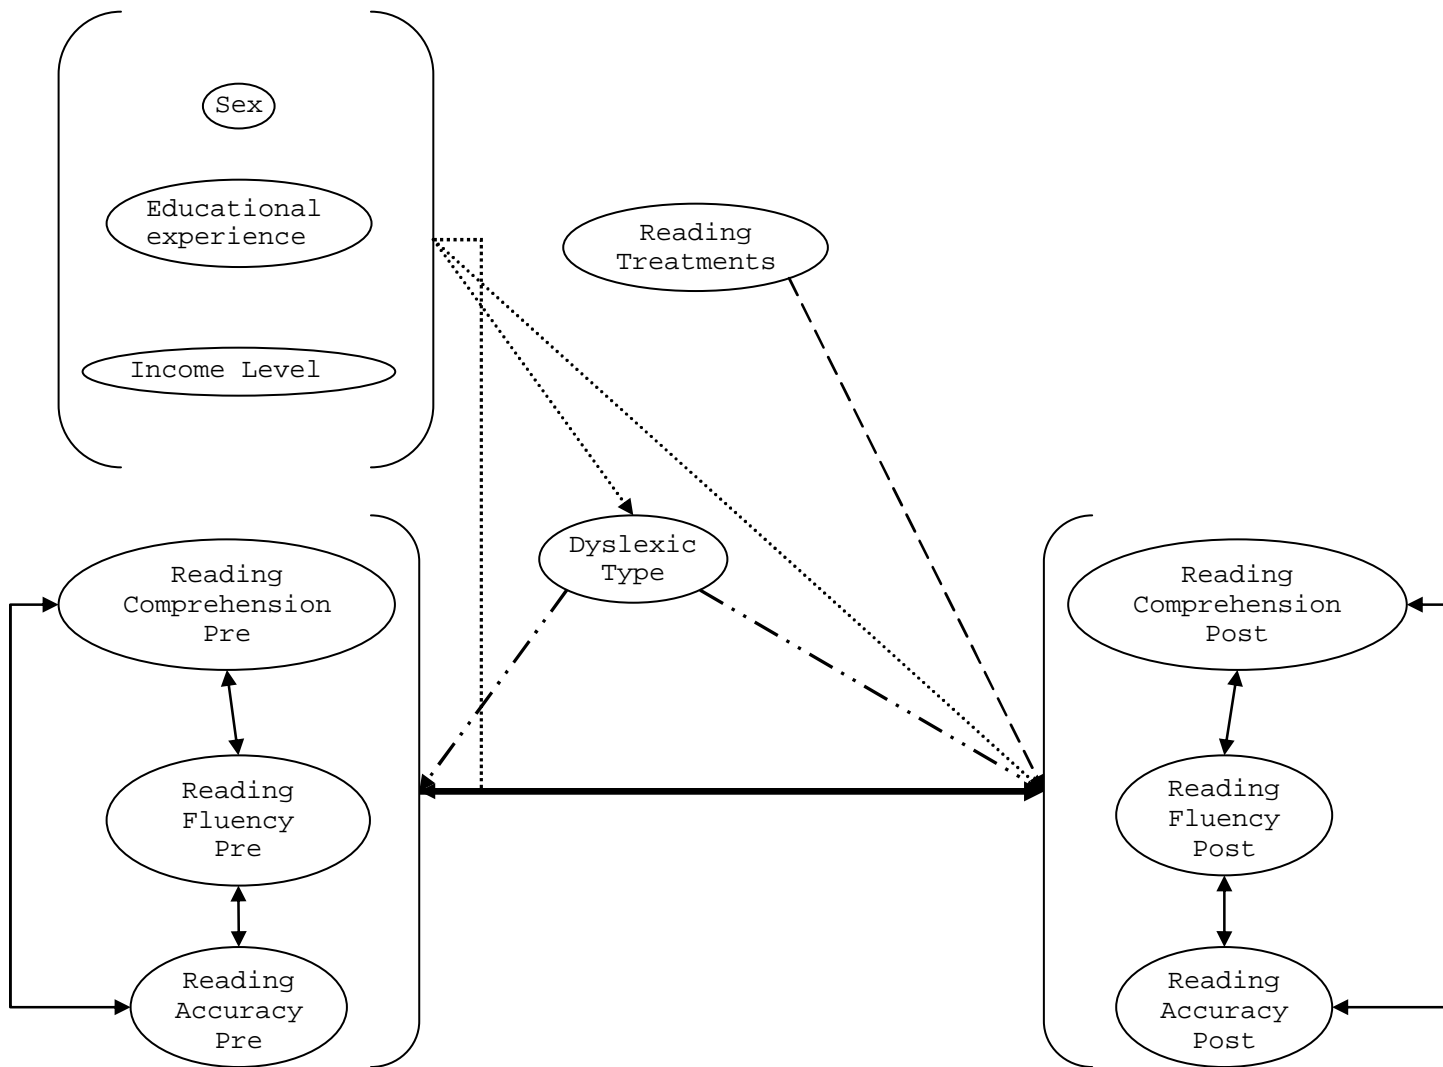 Sex
Educational
experience
Income Level
Reading
Treatments
Dyslexic
Type
Reading
Comprehension
Pre
Reading
Fluency
Pre
Reading
Accuracy
Pre
Reading
Comprehension
Post
Reading
Fluency
Post
Reading
Accuracy
Post